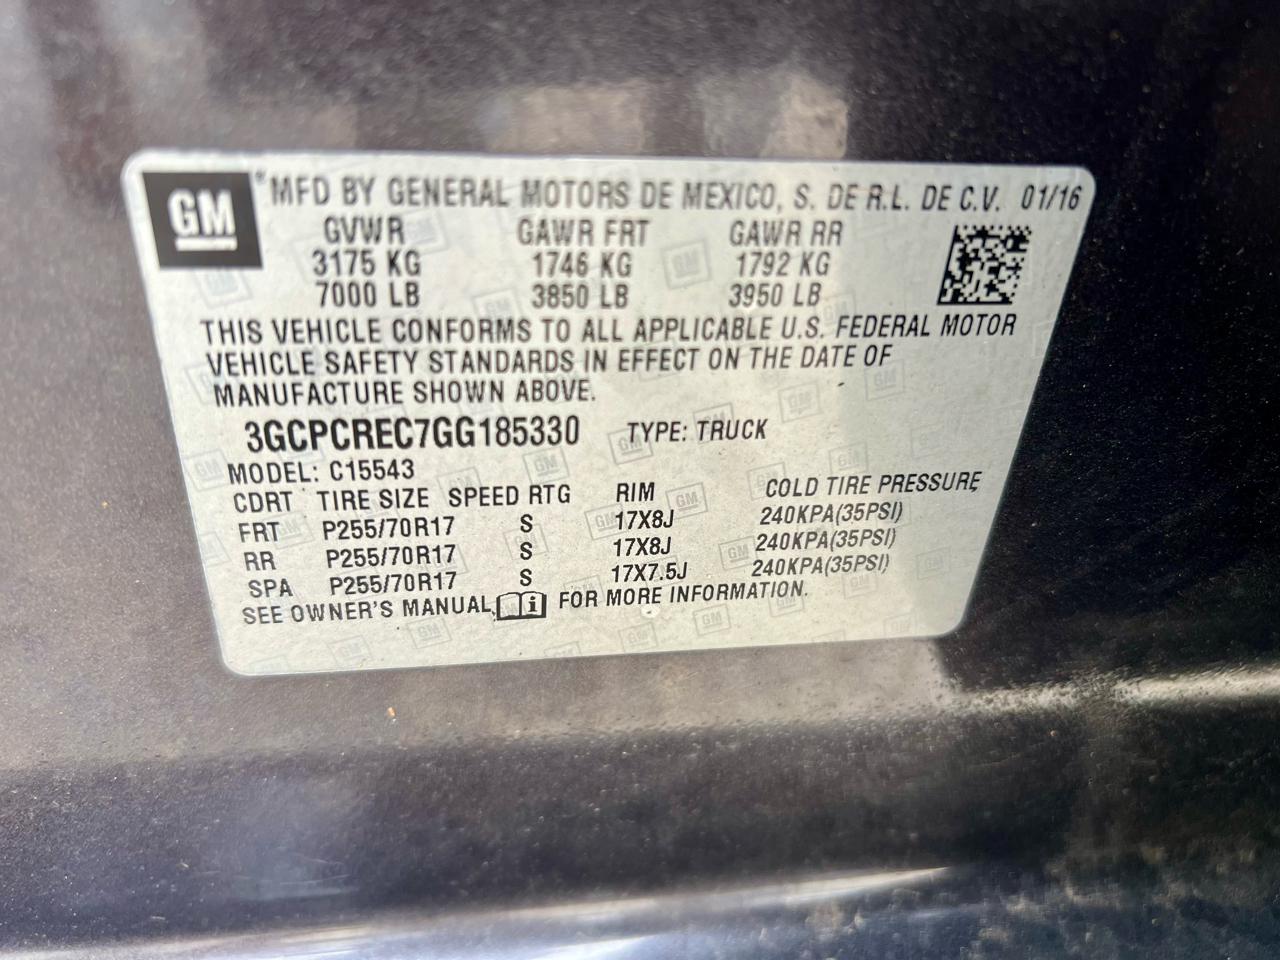 GM ® MFD BY GENERAL MOTORS DE MEXICO, S. DE R.L. DE C.V. 01/16
GVWR GAWR FRT GAWR RR
3175 KG 1746 KG 1792 KG
7000 LB 3850 LB 3950 LB
THIS VEHICLE CONFORMS TO ALL APPLICABLE U.S. FEDERAL MOTOR
VEHICLE SAFETY STANDARDS IN EFFECT ON THE DATE OF
MANUFACTURE SHOWN ABOVE.
3GCPCREC7GG185330 TYPE: TRUCK
MODEL: C15543
CDRT TIRE SIZE SPEED RTG RIM COLD TIRE PRESSURE
FRT P255/70R17 S 17X8J 240KPA(35PSI)
RR P255/70R17 S 17X8J 240KPA(35PSI)
SPA P255/70R17 S 17X7.5J 240KPA(35PSI)
SEE OWNER'S MANUAL, FOR MORE INFORMATION.